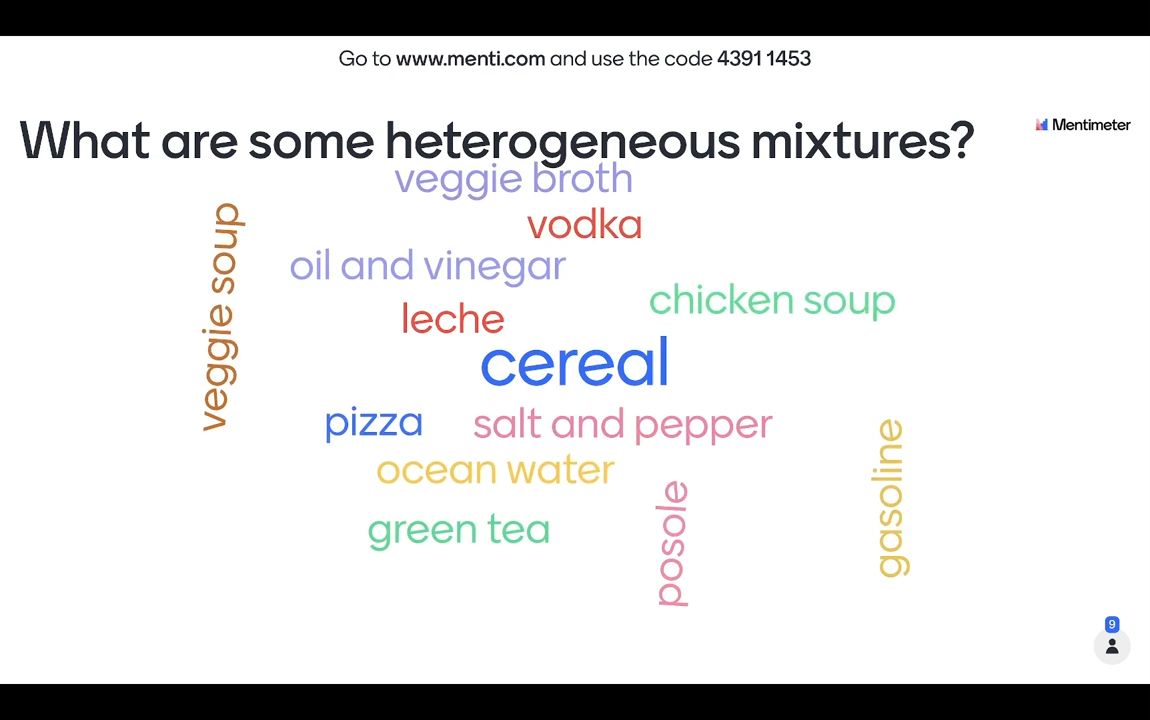 Go to www.menti.com and use the code 4391 1453
What are some heterogeneous mixtures?
Mentimeter
veggie broth
vodka
veggie soup
oil and vinegar
chicken soup
leche
cereal
pizza
salt and pepper
ocean water
gasoline
green tea
posole
9